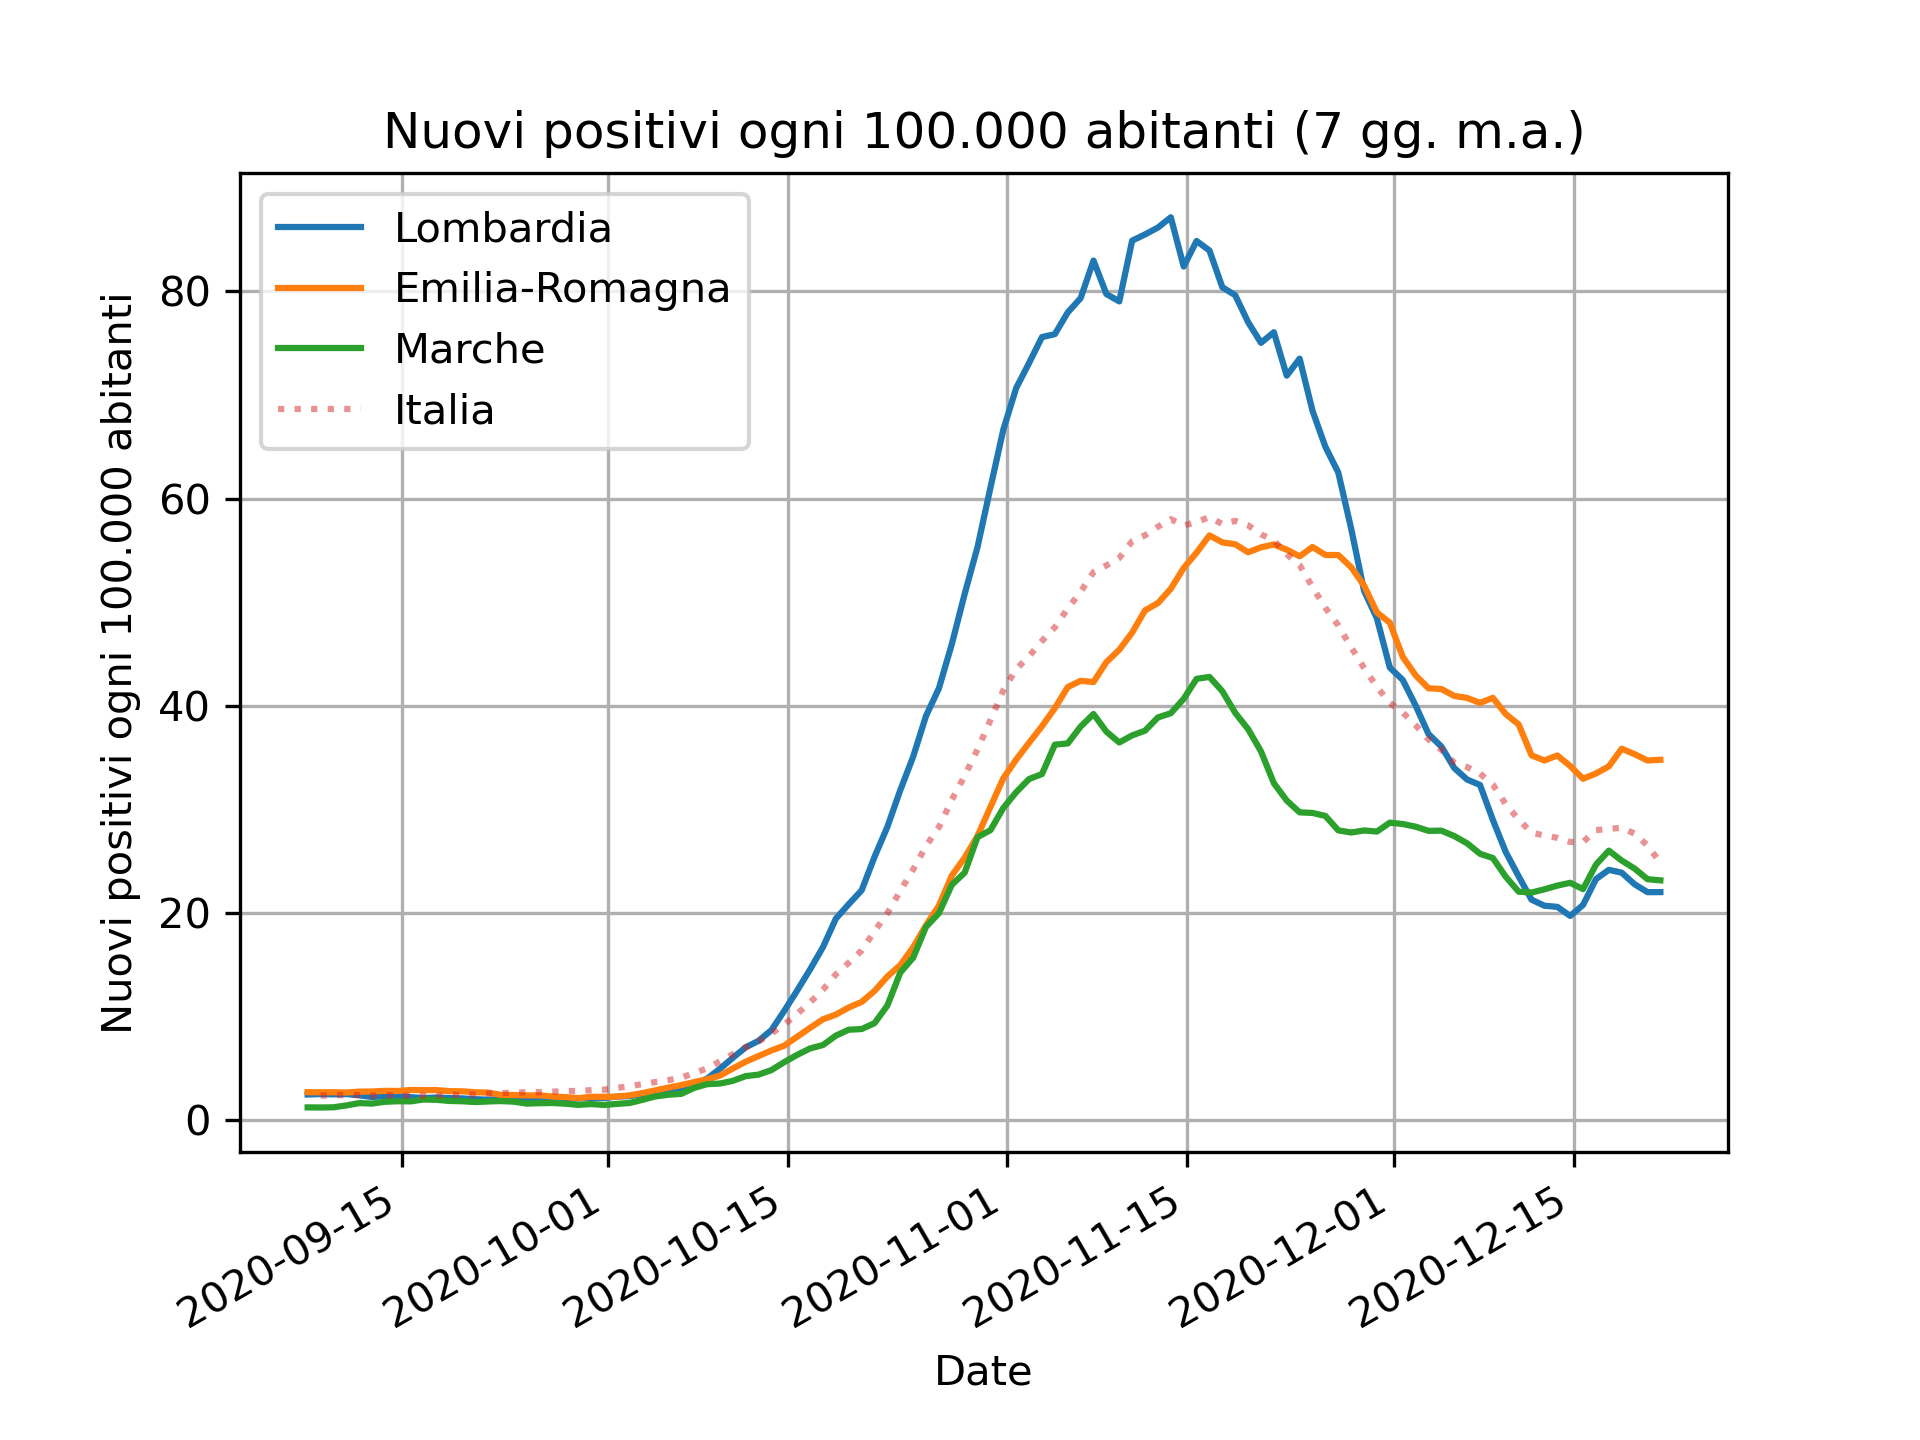 Nuovi positivi ogni 100.000 abitanti (7 gg. m.a.)
Lombardia
Emilia-Romagna
Marche
Italia
Nuovi positivi ogni 100.000 abitanti
80
60
40
20
0
2020-09-15
2020-10-01
2020-10-15
2020-11-01
2020-11-15
2020-12-01
2020-12-15
Date